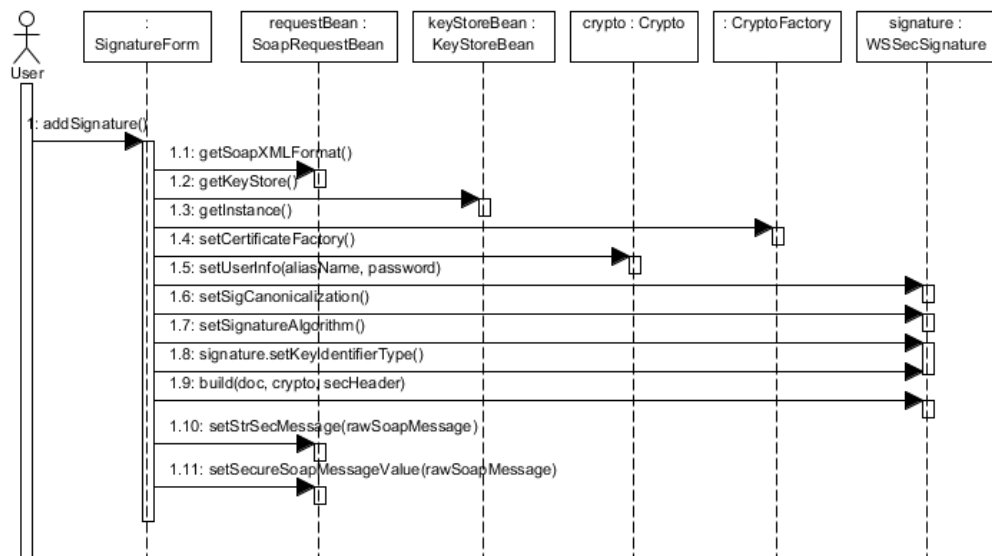 :
SignatureForm
requestBean :
SoapRequestBean
keyStoreBean :
KeyStoreBean
crypto : Crypto
: CryptoFactory
signature :
WSSecSignature
User
1: addSignature()
1.1: getSoapXMLFormat()
1.2: getKeyStore()
1.3: getInstance()
1.4: setCertificateFactory()
1.5: setUserInfo(aliasName, password)
1.6: setSigCanonicalization()
1.7: setSignatureAlgorithm()
1.8: signature.setKeyIdentifierType()
1.9: build(doc, crypto, secHeader)
1.10: setStrSecMessage(rawSoapMessage)
1.11: setSecureSoapMessageValue(rawSoapMessage)